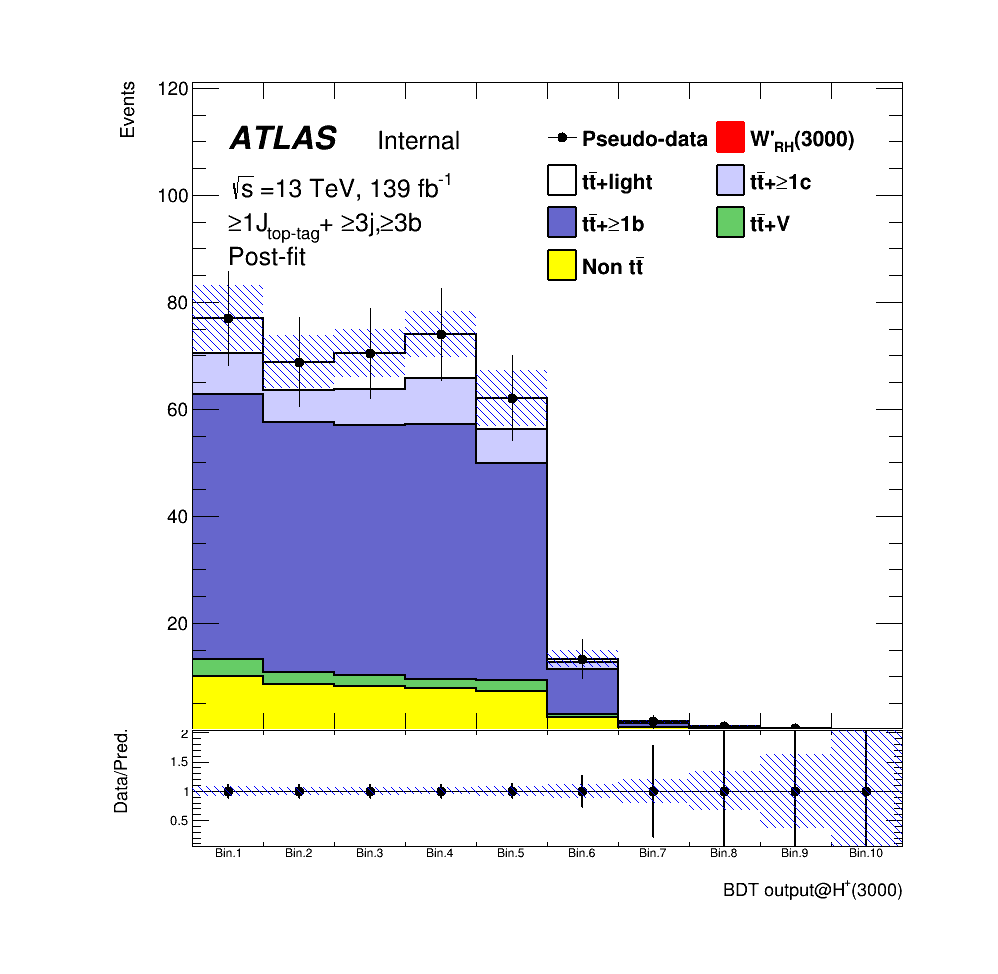 Events
120
100
80
60
40
20
ATLAS Internal
√s =13 TeV, 139 fb⁻¹
≥1J_top-tag+ ≥3j,≥3b
Post-fit
Pseudo-data
W'_RH(3000)
tt̄+light
tt̄+≥1c
tt̄+≥1b
tt̄+V
Non tt̄
Data/Pred.
2
1.5
1
0.5
Bin.1 Bin.2 Bin.3 Bin.4 Bin.5 Bin.6 Bin.7 Bin.8 Bin.9 Bin.10
BDT output@H⁺(3000)